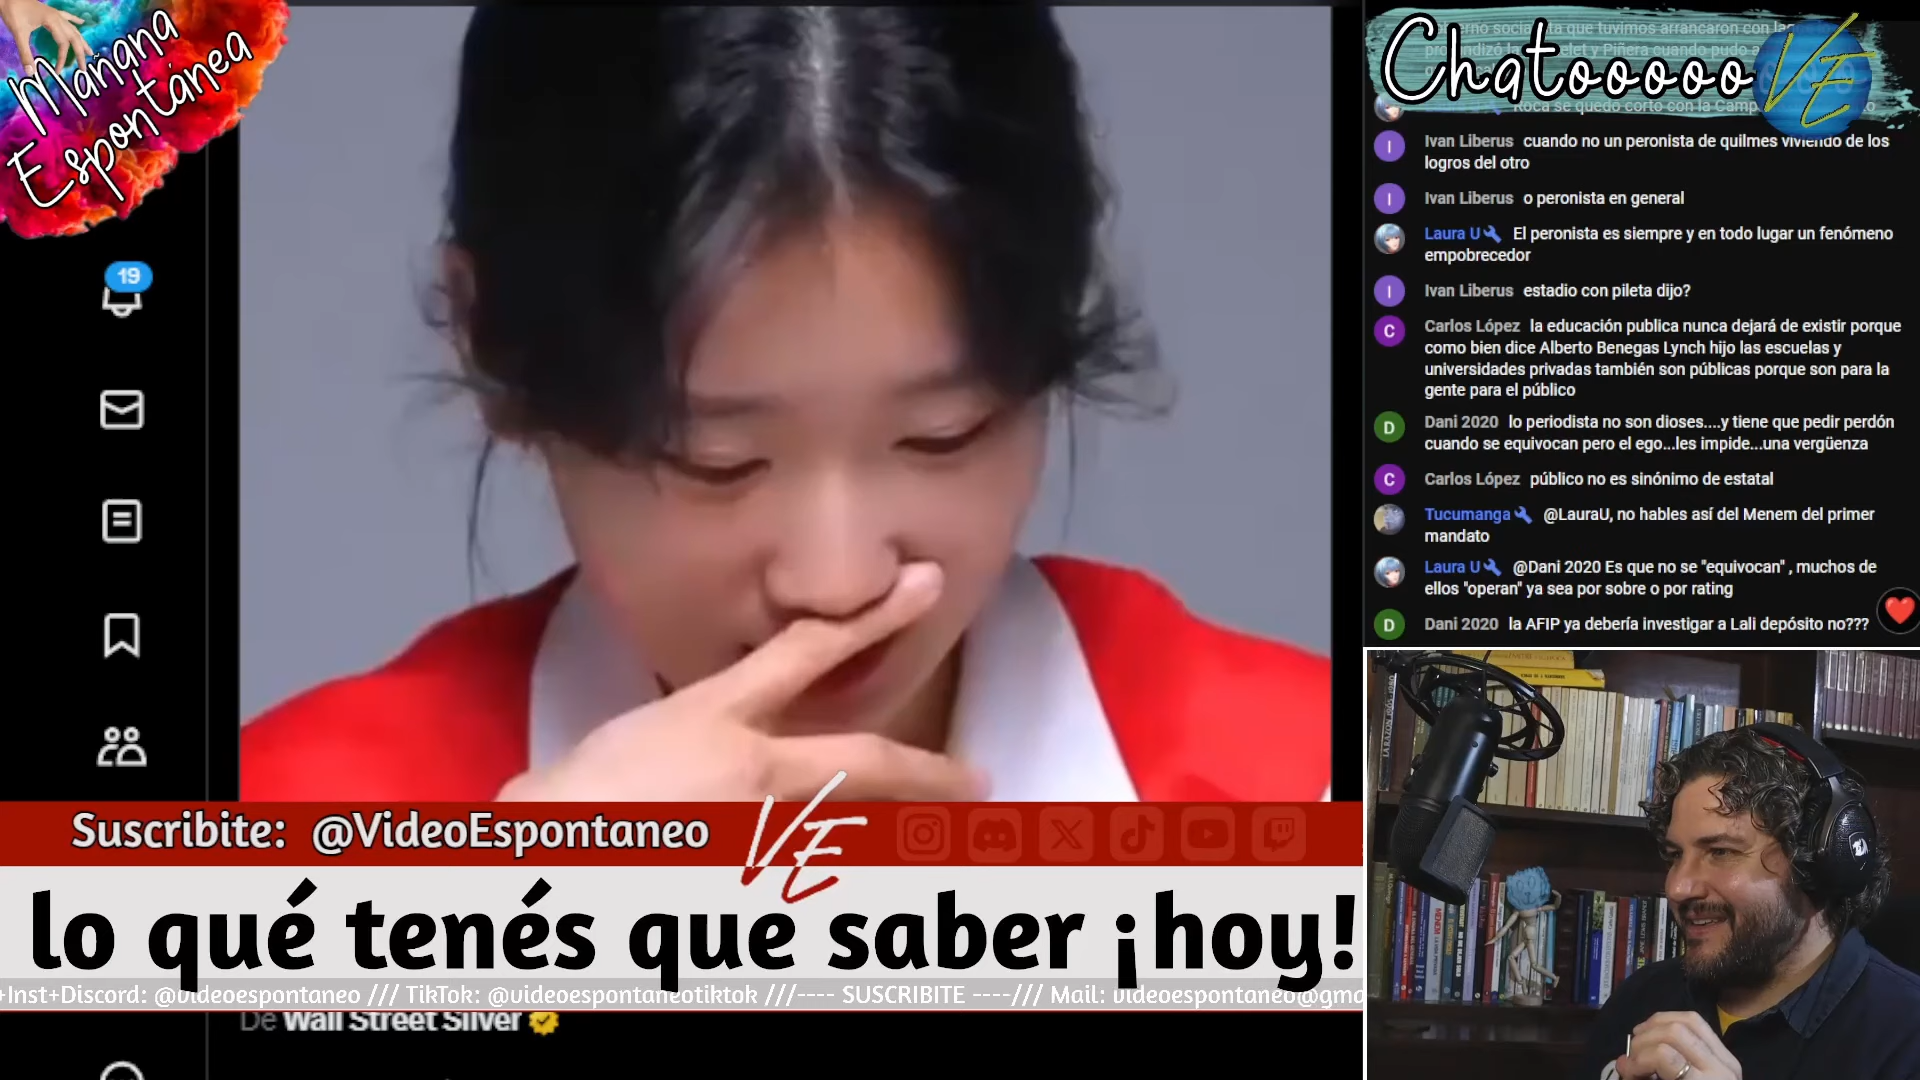 Mañana
Espontánea
19
Suscribite: @VideoEspontaneo
VE
lo qué tenés que saber ¡hoy!
+Inst+Discord: @videoespontaneo /// TikTok: @videoespontaneotiktok ///---- SUSCRIBITE ----/// Mail: videoespontaneo@gma
De Wall Street Silver
Chatooooo VE
que tuvimos arrancaron con
y Piñera cuando pudo
Roca se quedo corto con la
Ivan Liberus cuando no un peronista de quilmes viviendo de los
logros del otro
Ivan Liberus o peronista en general
Laura U El peronista es siempre y en todo lugar un fenómeno
empobrecedor
Ivan Liberus estadio con pileta dijo?
Carlos López la educación publica nunca dejará de existir porque
como bien dice Alberto Benegas Lynch hijo las escuelas y
universidades privadas también son públicas porque son para la
gente para el público
Dani 2020 lo periodista no son dioses....y tiene que pedir perdón
cuando se equivocan pero el ego...les impide...una vergüenza
Carlos López público no es sinónimo de estatal
Tucumanga @LauraU, no hables así del Menem del primer
mandato
Laura U @Dani 2020 Es que no se "equivocan" , muchos de
ellos "operan" ya sea por sobre o por rating
Dani 2020 la AFIP ya debería investigar a Lali depósito no???